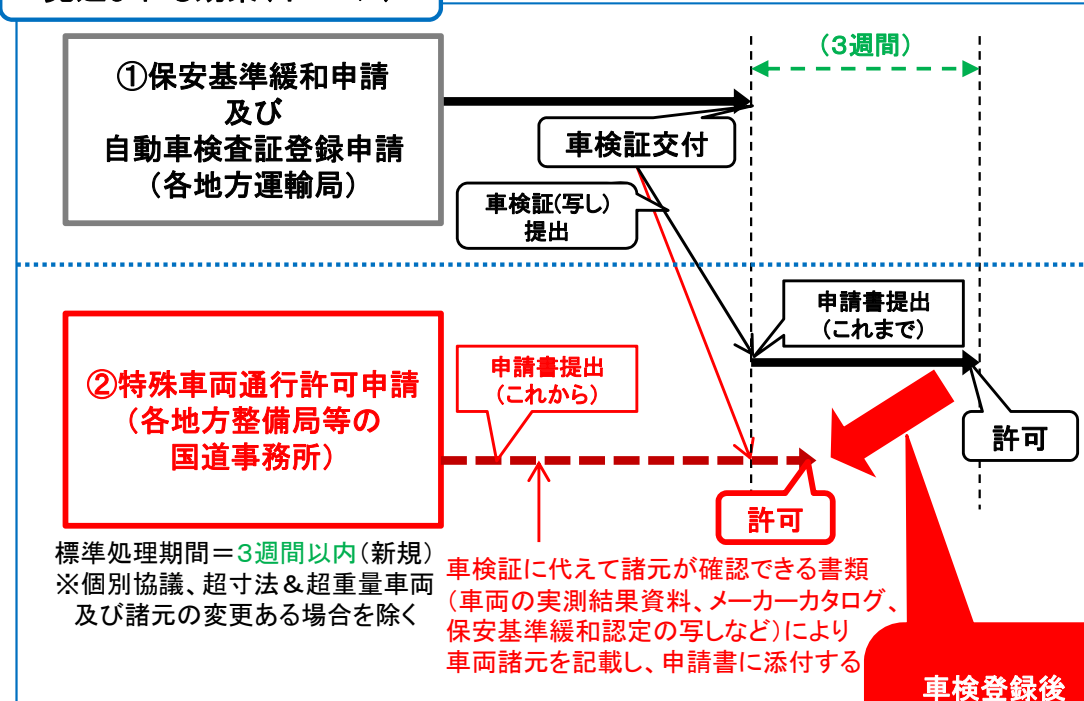 (3週間)
①保安基準緩和申請
及び
自動車検査証登録申請
(各地方運輸局)
車検証交付
車検証(写し)
提出
申請書提出
(これまで)
許可
②特殊車両通行許可申請
(各地方整備局等の
国道事務所)
申請書提出
(これから)
許可
標準処理期間=3週間以内(新規)
※個別協議、超寸法&超重量車両
及び諸元の変更ある場合を除く
車検証に代えて諸元が確認できる書類
(車両の実測結果資料、メーカーカタログ、
保安基準緩和認定の写しなど)により
車両諸元を記載し、申請書に添付する
車検登録後